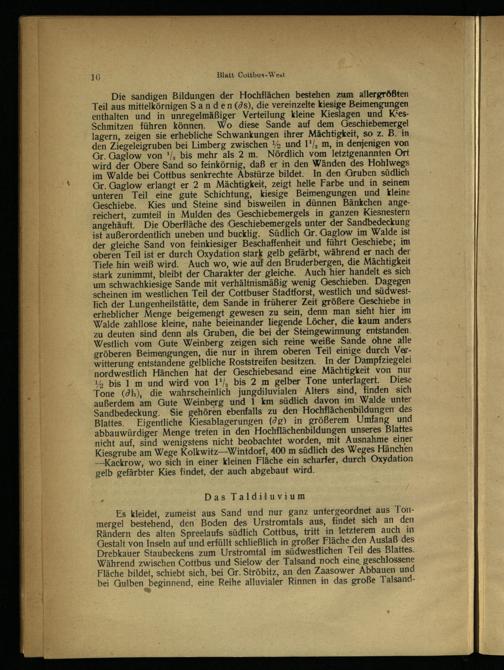 16
Blatt Cottbus-West
Die sandigen Bildungen der Hochflächen bestehen zum allergrößten
Teil aus mittelkörnigen Sanden (∂s), die vereinzelte kiesige Beimengungen
enthalten und in unregelmäßiger Verteilung kleine Kieslagen und Kies-
Schmitzen führen können. Wo diese Sande auf dem Geschiebemergel
lagern, zeigen sie erhebliche Schwankungen ihrer Mächtigkeit, so z. B. in
den Ziegeleigruben bei Limberg zwischen ½ und 1½ m, in denjenigen von
Gr. Gaglow von ½ bis mehr als 2 m. Nördlich vom letztgenannten Ort
wird der Obere Sand so feinkörnig, daß er in den Wänden des Hohlwegs
im Walde bei Cottbus senkrechte Abstürze bildet. In den Gruben südlich
Gr. Gaglow erlangt er 2 m Mächtigkeit, zeigt helle Farbe und in seinem
unteren Teil eine gute Schichtung, kiesige Beimengungen und kleine
Geschiebe. Kies und Steine sind bisweilen in dünnen Bänkchen ange-
reichert, zumteil in Mulden des Geschiebemergels in ganzen Kiesnestern
angehäuft. Die Oberfläche des Geschiebemergels unter der Sandbedeckung
ist außerordentlich uneben und bucklig. Südlich Gr. Gaglow im Walde ist
der gleiche Sand von feinkiesiger Beschaffenheit und führt Geschiebe; im
oberen Teil ist er durch Oxydation stark gelb gefärbt, während er nach der
Tiefe hin weiß wird. Auch wo, wie auf den Bruderbergen, die Mächtigkeit
stark zunimmt, bleibt der Charakter der gleiche. Auch hier handelt es sich
um schwachkiesige Sande mit verhältnismäßig wenig Geschieben. Dagegen
scheinen im westlichen Teil der Cottbuser Stadtforst, westlich und südwest-
lich der Lungenheilstätte, dem Sande in früherer Zeit größere Geschiebe in
erheblicher Menge beigemengt gewesen zu sein, denn man sieht hier im
Walde zahllose kleine, nahe beieinander liegende Löcher, die kaum anders
zu deuten sind denn als Gruben, die bei der Steingewinnung entstanden.
Westlich vom Gute Weinberg zeigen sich reine weiße Sande ohne alle
gröberen Beimengungen, die nur in ihrem oberen Teil einige durch Ver-
witterung entstandene gelbliche Roststreifen besitzen. In der Dampfziegelei
nordwestlich Hänchen hat der Geschiebesand eine Mächtigkeit von nur
½ bis 1 m und wird von 1½ bis 2 m gelber Tone unterlagert. Diese
Tone (∂h), die wahrscheinlich jungdiluvialen Alters sind, finden sich
außerdem am Gute Weinberg und 1 km südlich davon im Walde unter
Sandbedeckung. Sie gehören ebenfalls zu den Hochflächenbildungen des
Blattes. Eigentliche Kiesablagerungen (∂g) in größerem Umfang und
abbauwürdiger Menge treten in den Hochflächenbildungen unseres Blattes
nicht auf, sind wenigstens nicht beobachtet worden, mit Ausnahme einer
Kiesgrube am Wege Kolkwitz—Wintdorf, 400 m südlich des Weges Hänchen
—Kackrow, wo sich in einer kleinen Fläche ein scharfer, durch Oxydation
gelb gefärbter Kies findet, der auch abgebaut wird.
Das Taldiluvium
Es kleidet, zumeist aus Sand und nur ganz untergeordnet aus Ton-
mergel bestehend, den Boden des Urstromtals aus, findet sich an den
Rändern des alten Spreelaufs südlich Cottbus, tritt in letzterem auch in
Gestalt von Inseln auf und erfüllt schließlich in großer Fläche den Auslaß des
Drebkauer Staubeckens zum Urstromtal im südwestlichen Teil des Blattes.
Während zwischen Cottbus und Sielow der Talsand noch eine geschlossene
Fläche bildet, schiebt sich, bei Gr. Ströbitz, an den Zaasower Abbauen und
bei Gulben beginnend, eine Reihe alluvialer Rinnen in das große Talsand-